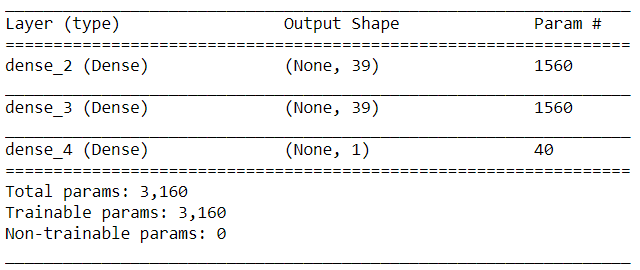 Layer (type) Output Shape Param #
dense_2 (Dense) (None, 39) 1560
dense_3 (Dense) (None, 39) 1560
dense_4 (Dense) (None, 1) 40
Total params: 3,160
Trainable params: 3,160
Non-trainable params: 0